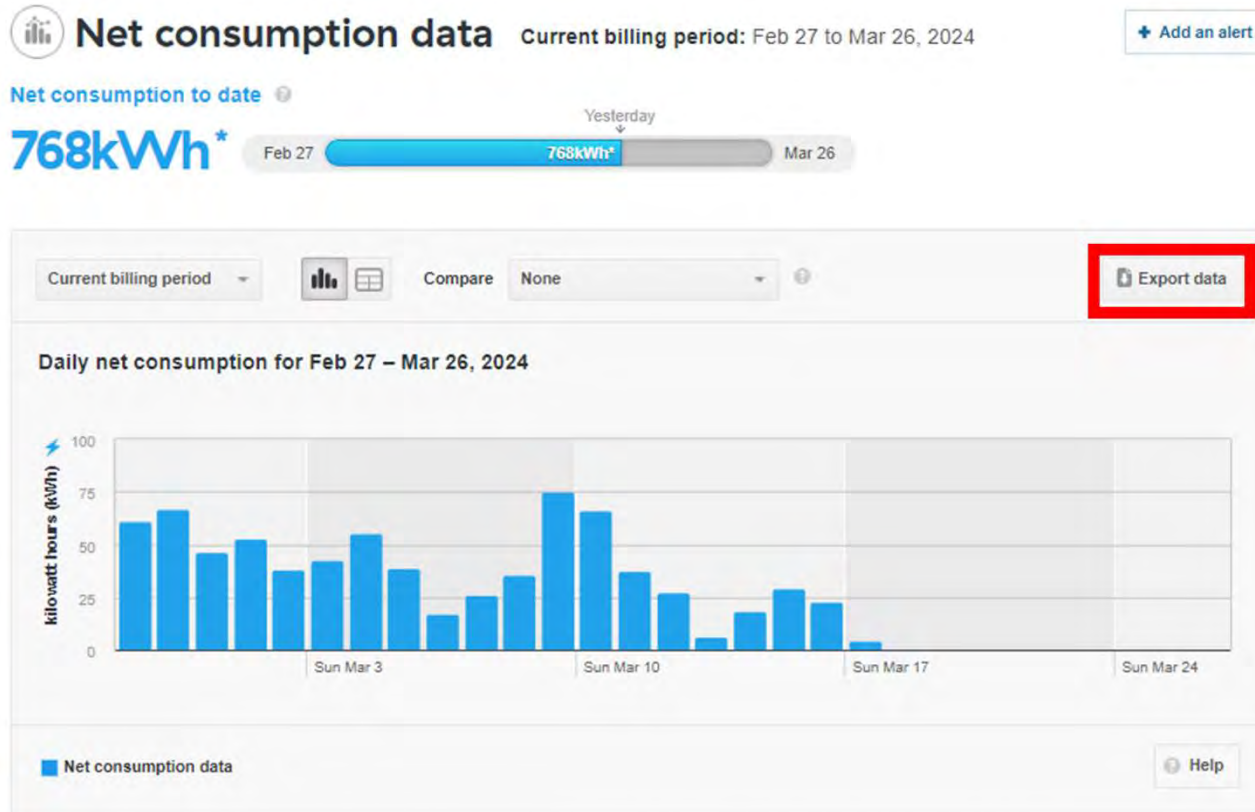 Net consumption data Current billing period: Feb 27 to Mar 26, 2024
+ Add an alert
Net consumption to date ?
768kWh*
Yesterday
Feb 27 768kWh* Mar 26
Current billing period
Compare None ?
Export data
Daily net consumption for Feb 27 – Mar 26, 2024
kilowatt hours (kWh)
100
75
50
25
0
Sun Mar 3 Sun Mar 10 Sun Mar 17 Sun Mar 24
Net consumption data
? Help